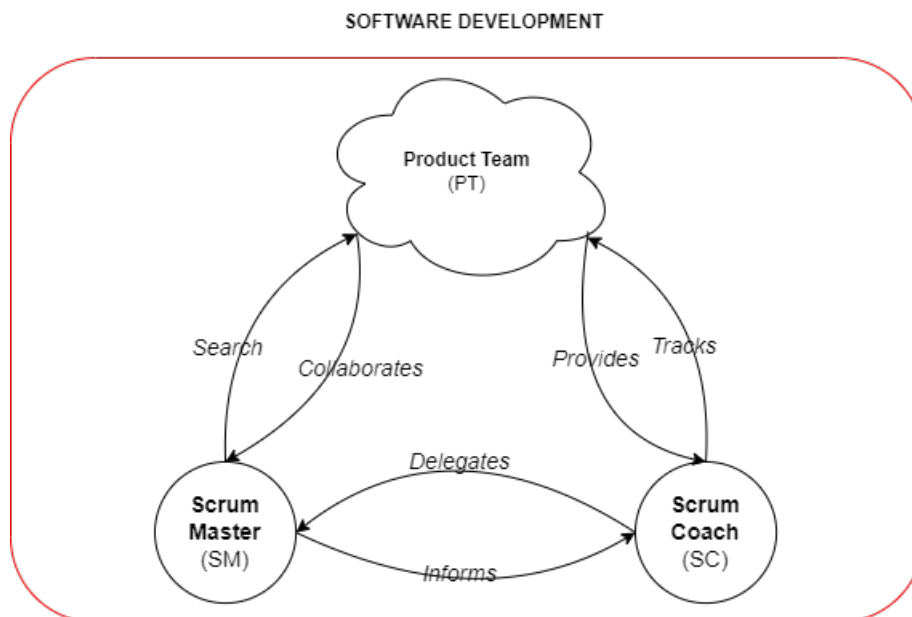 SOFTWARE DEVELOPMENT
Product Team
(PT)
Search
Collaborates
Provides
Tracks
Delegates
Scrum
Master
(SM)
Scrum
Coach
(SC)
Informs